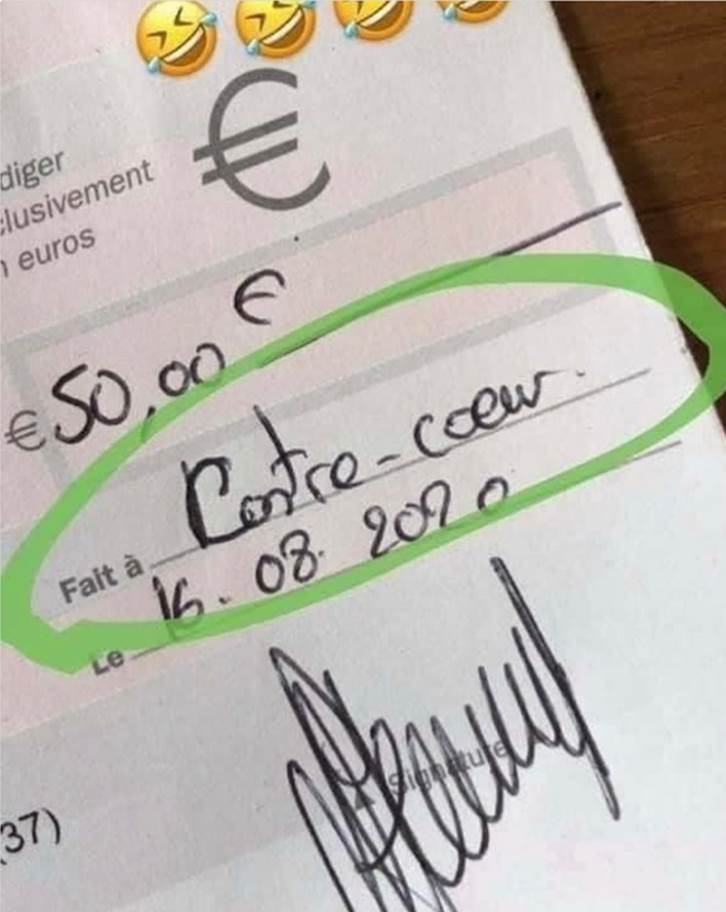 €
diger
clusivement
n euros
€50,00 €
Fait à Contre-coeur.
Le 16.08.2020
Signature
37)